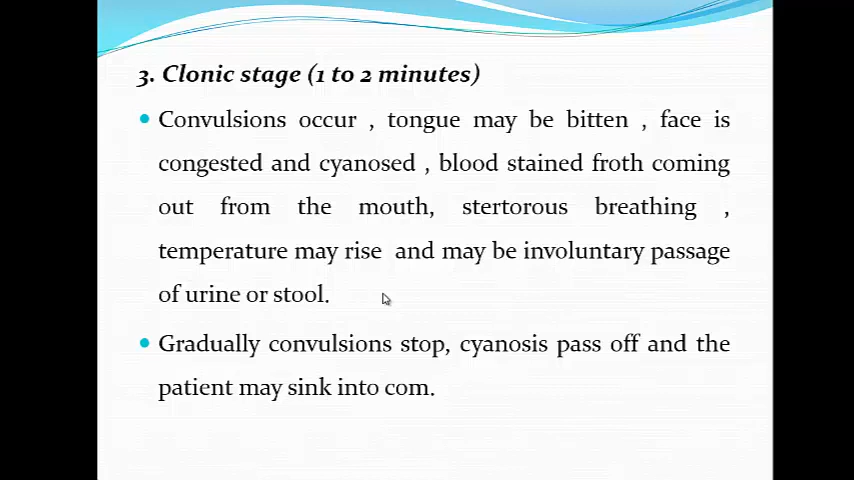 3. Clonic stage (1 to 2 minutes)
Convulsions occur , tongue may be bitten , face is
congested and cyanosed , blood stained froth coming
out from the mouth, stertorous breathing ,
temperature may rise and may be involuntary passage
of urine or stool.
Gradually convulsions stop, cyanosis pass off and the
patient may sink into com.